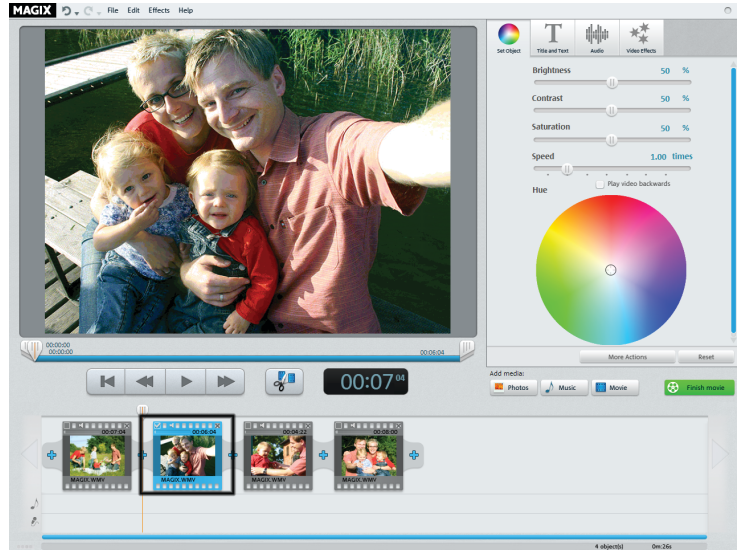 MAGIX File Edit Effects Help
Set Object Title and Text Audio Video Effects
Brightness 50 %
Contrast 50 %
Saturation 50 %
Speed 1.00 times
Play video backwards
Hue
00:00:00
00:00:00 00:06:04
More Actions Reset
Add media:
Photos Music Movie Finish movie
00:07 04
00:07:04 00:06:04 00:04:22 00:08:00
MAGIX.WMV MAGIX.WMV MAGIX.WMV MAGIX.WMV
4 object(s) 0m:26s